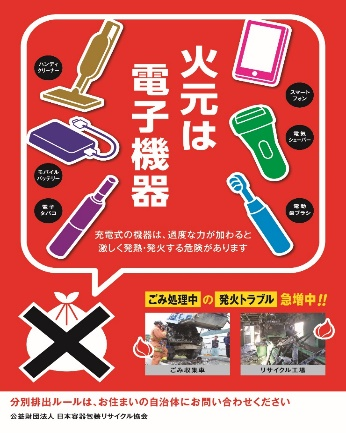 火元は
電子機器
ハンディ
クリーナー
モバイル
バッテリー
電子
タバコ
スマート
フォン
電気
シェーバー
電動
歯ブラシ
充電式の機器は、過度な力が加わると
激しく発熱・発火する危険があります
ごみ処理中の発火トラブル急増中!!
ごみ収集車
リサイクル工場
分別排出ルールは、お住まいの自治体にお問い合わせください
公益財団法人 日本容器包装リサイクル協会